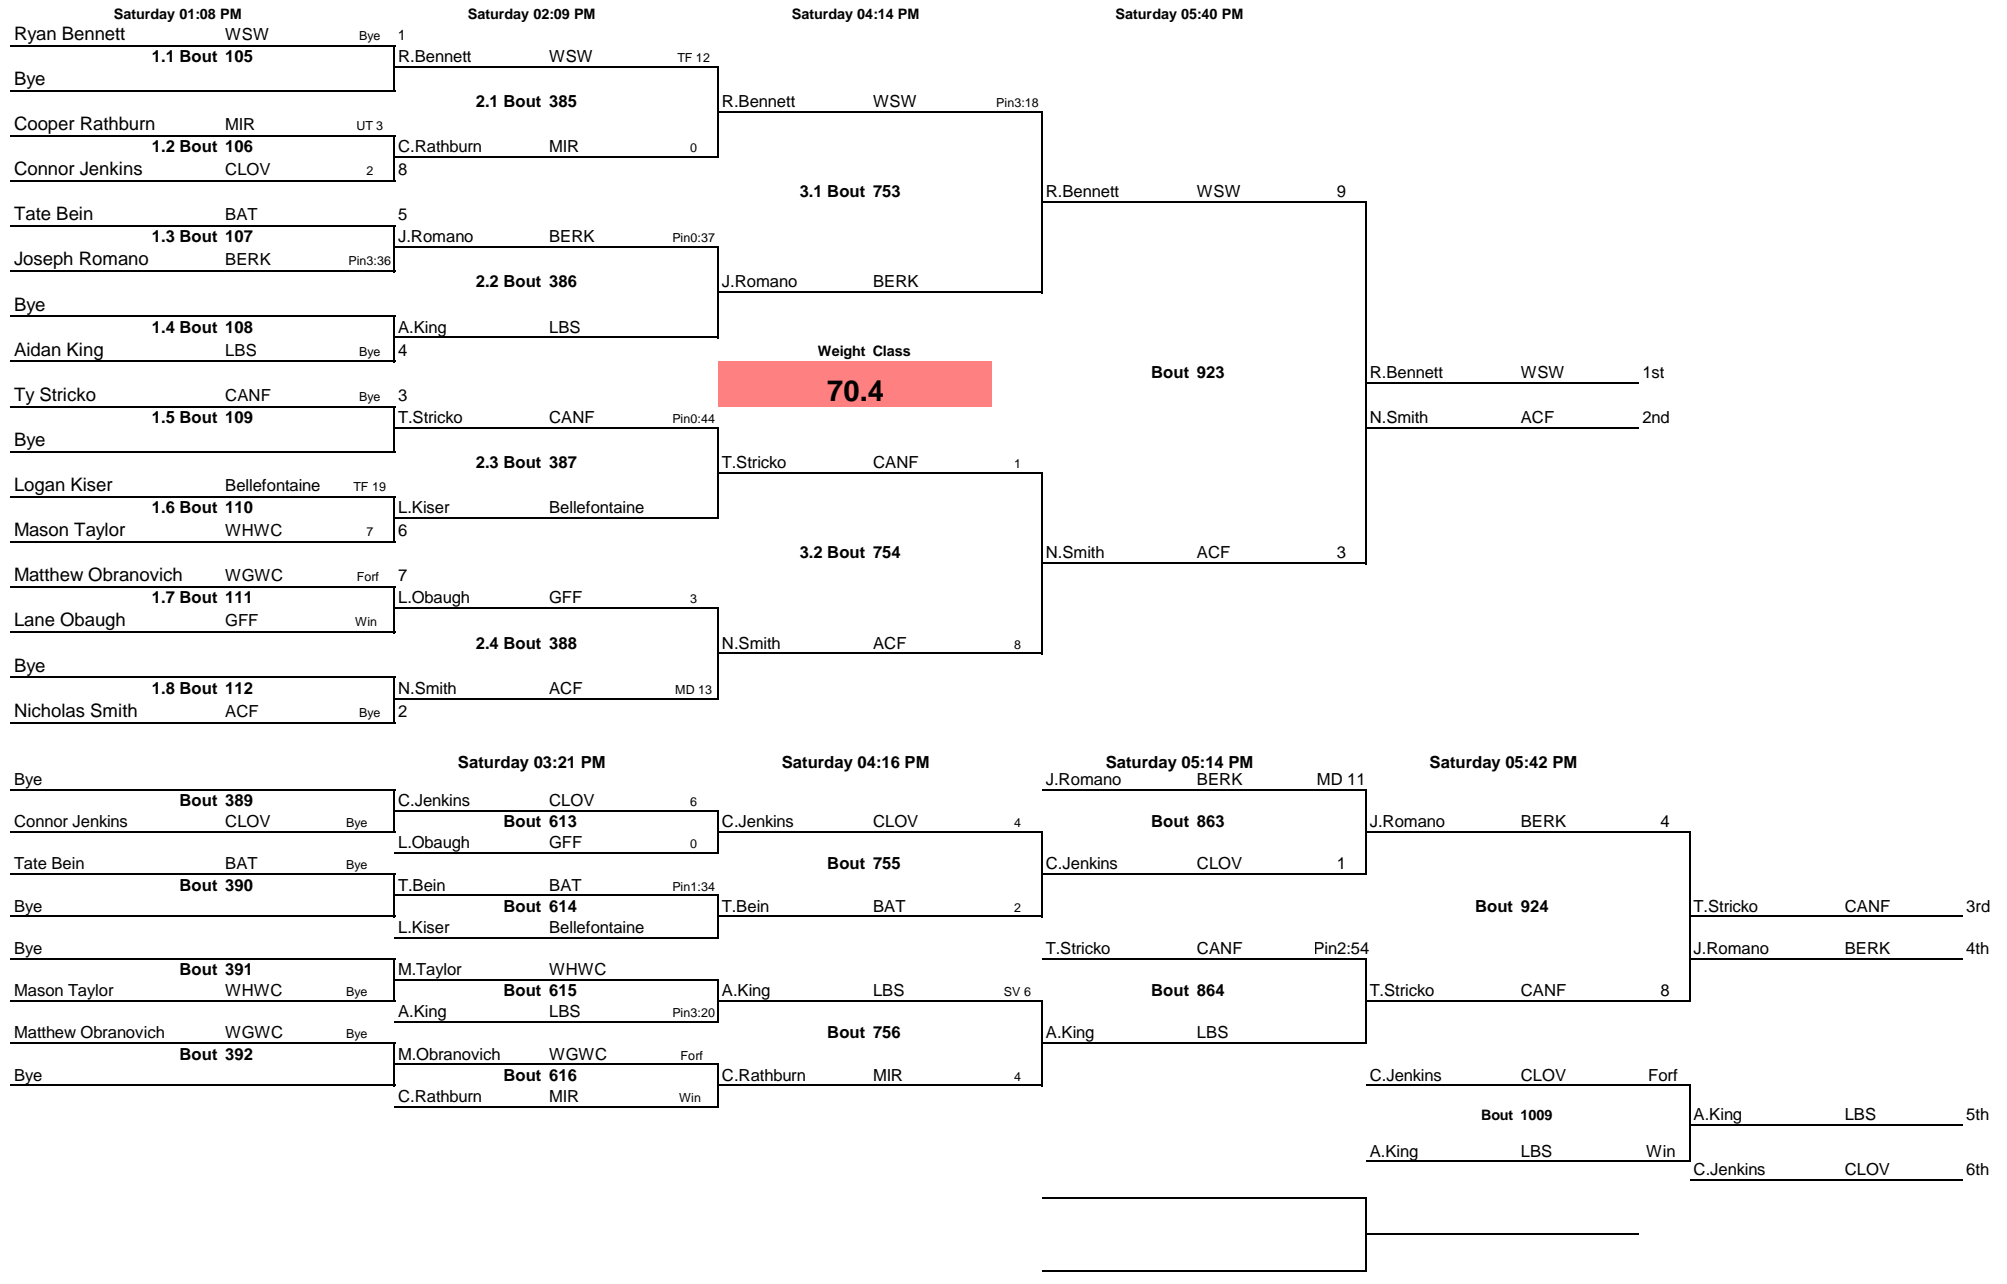 Saturday 01:08 PM Saturday 02:09 PM Saturday 04:14 PM Saturday 05:40 PM
Ryan Bennett WSW Bye 1
1.1 Bout 105 R.Bennett WSW TF 12
Bye
2.1 Bout 385 R.Bennett WSW Pin3:18
Cooper Rathburn MIR UT 3
1.2 Bout 106 C.Rathburn MIR 0
Connor Jenkins CLOV 2 8
3.1 Bout 753 R.Bennett WSW 9
Tate Bein BAT 5
1.3 Bout 107 J.Romano BERK Pin0:37
Joseph Romano BERK Pin3:36
2.2 Bout 386 J.Romano BERK
Bye
1.4 Bout 108 A.King LBS
Aidan King LBS Bye 4
Weight Class
Bout 923 R.Bennett WSW 1st
70.4
Ty Stricko CANF Bye 3
1.5 Bout 109 T.Stricko CANF Pin0:44
N.Smith ACF 2nd
Bye
2.3 Bout 387 T.Stricko CANF 1
Logan Kiser Bellefontaine TF 19
1.6 Bout 110 L.Kiser Bellefontaine
Mason Taylor WHWC 7 6
3.2 Bout 754 N.Smith ACF 3
Matthew Obranovich WGWC Forf 7
1.7 Bout 111 L.Obaugh GFF 3
Lane Obaugh GFF Win
2.4 Bout 388 N.Smith ACF 8
Bye
1.8 Bout 112 N.Smith ACF MD 13
Nicholas Smith ACF Bye 2
Saturday 03:21 PM Saturday 04:16 PM Saturday 05:14 PM Saturday 05:42 PM
Bye J.Romano BERK MD 11
Bout 389 C.Jenkins CLOV 6
Connor Jenkins CLOV Bye Bout 613 C.Jenkins CLOV 4 Bout 863 J.Romano BERK 4
L.Obaugh GFF 0
Tate Bein BAT Bye Bout 755 C.Jenkins CLOV 1
Bout 390 T.Bein BAT Pin1:34
Bye Bout 614 T.Bein BAT 2 Bout 924 T.Stricko CANF 3rd
L.Kiser Bellefontaine
Bye T.Stricko CANF Pin2:54 J.Romano BERK 4th
Bout 391 M.Taylor WHWC
Mason Taylor WHWC Bye Bout 615 A.King LBS SV 6 Bout 864 T.Stricko CANF 8
A.King LBS Pin3:20
Matthew Obranovich WGWC Bye Bout 756 A.King LBS
Bout 392 M.Obranovich WGWC Forf
Bye Bout 616 C.Rathburn MIR 4 C.Jenkins CLOV Forf
C.Rathburn MIR Win
Bout 1009 A.King LBS 5th
A.King LBS Win
C.Jenkins CLOV 6th